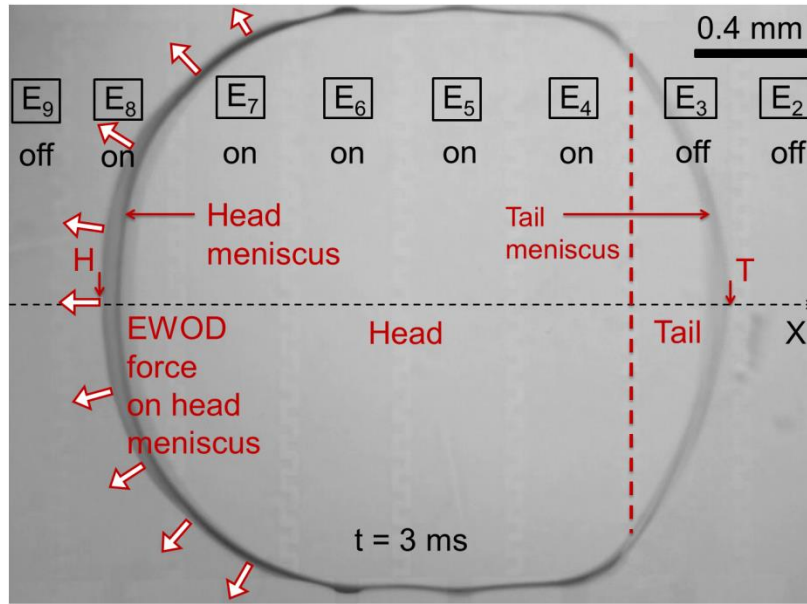 0.4 mm
E₉ E₈ E₇ E₆ E₅ E₄ E₃ E₂
off on on on on on off off
Head
meniscus
Tail
meniscus
H
T
EWOD
force
on head
meniscus
Head
Tail
X
t = 3 ms